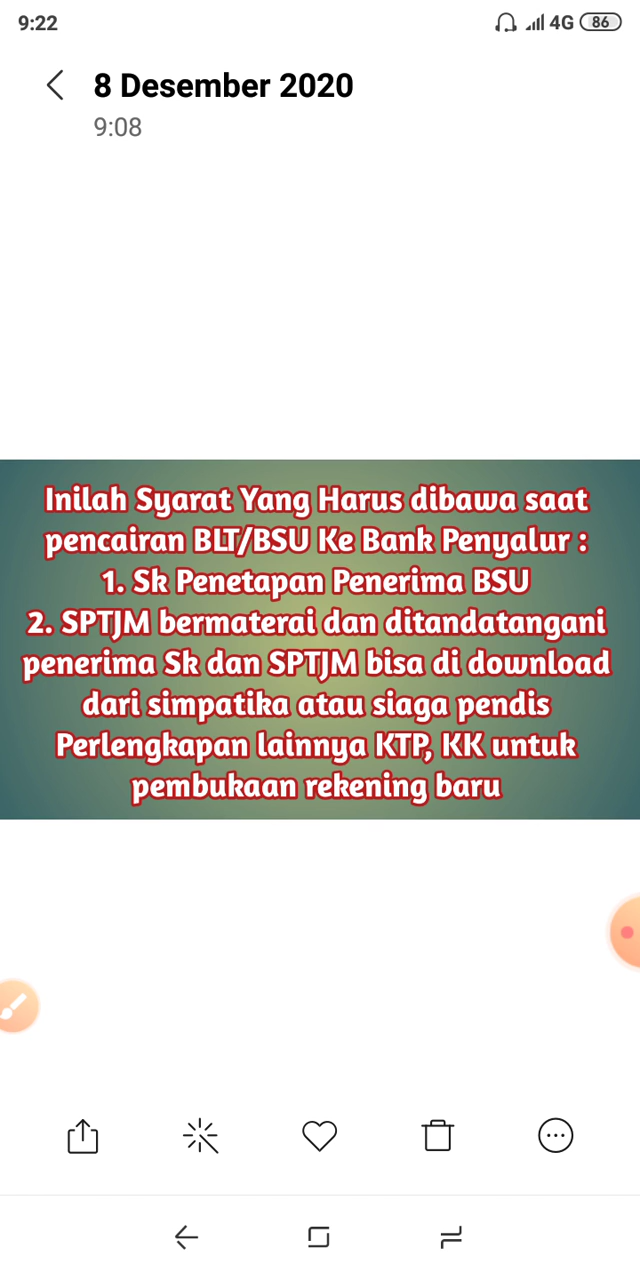 9:22
4G
86
8 Desember 2020
9:08
Inilah Syarat Yang Harus dibawa saat
pencairan BLT/BSU Ke Bank Penyalur :
1. Sk Penetapan Penerima BSU
2. SPTJM bermaterai dan ditandatangani
penerima Sk dan SPTJM bisa di download
dari simpatika atau siaga pendis
Perlengkapan lainnya KTP, KK untuk
pembukaan rekening baru